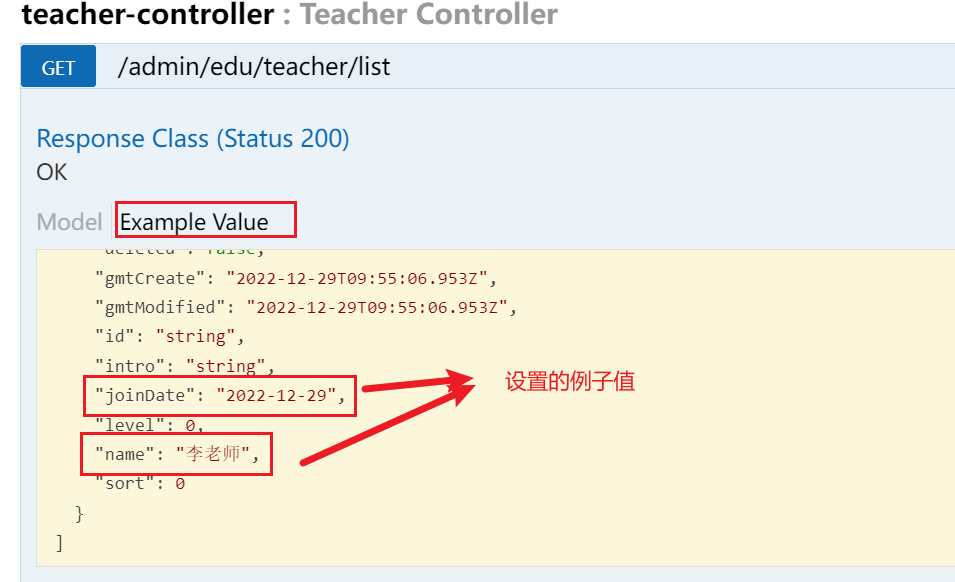 teacher-controller : Teacher Controller
GET /admin/edu/teacher/list
Response Class (Status 200)
OK
Model Example Value
"deleted": false,
"gmtCreate": "2022-12-29T09:55:06.953Z",
"gmtModified": "2022-12-29T09:55:06.953Z",
"id": "string",
"intro": "string",
"joinDate": "2022-12-29",
设置的例子值
"level": 0,
"name": "李老师",
"sort": 0
}
]